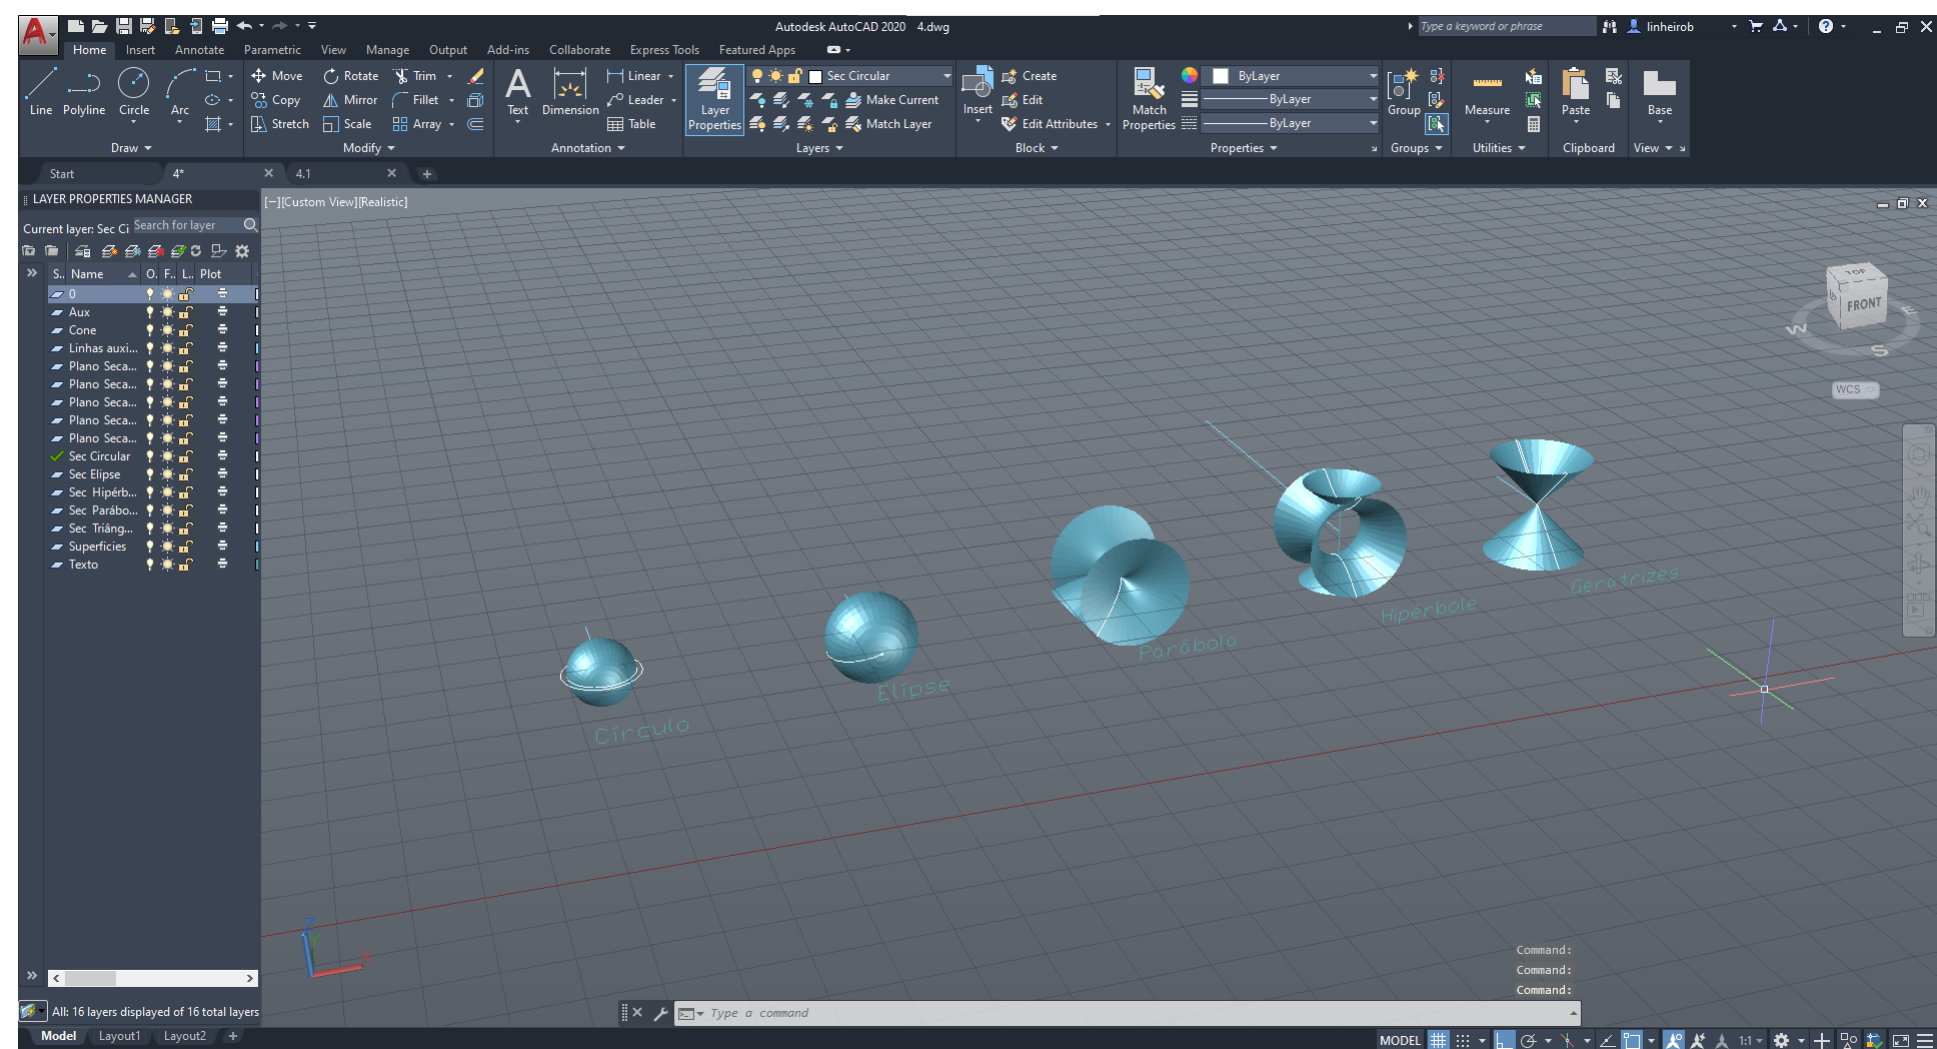 Autodesk AutoCAD 2020 4.dwg
Type a keyword or phrase
linheirob
Home Insert Annotate Parametric View Manage Output Add-ins Collaborate Express Tools Featured Apps
Line Polyline Circle Arc
Draw
Move Rotate Trim
Copy Mirror Fillet
Stretch Scale Array
Modify
Text Dimension
Linear
Leader
Table
Annotation
Layer Properties
Sec Circular
Make Current
Match Layer
Layers
Insert
Create
Edit
Edit Attributes
Block
Match Properties
ByLayer
ByLayer
ByLayer
Properties
Group
Groups
Measure
Utilities
Paste
Clipboard
Base
View
Start 4* 4.1
LAYER PROPERTIES MANAGER
Current layer: Sec Ci
Search for layer
S.. Name O. F.. L.. Plot
0
Aux
Cone
Linhas auxi...
Plano Seca...
Plano Seca...
Plano Seca...
Plano Seca...
Plano Seca...
Sec Circular
Sec Elipse
Sec Hipérb...
Sec Parábo...
Sec Triâng...
Superficies
Texto
All: 16 layers displayed of 16 total layers
[−][Custom View][Realistic]
TOP
FRONT
W
S
E
WCS
Círculo
Elípse
Parábola
Hipérbole
Geratrizes
Command:
Command:
Command:
Type a command
Model Layout1 Layout2 +
MODEL
1:1